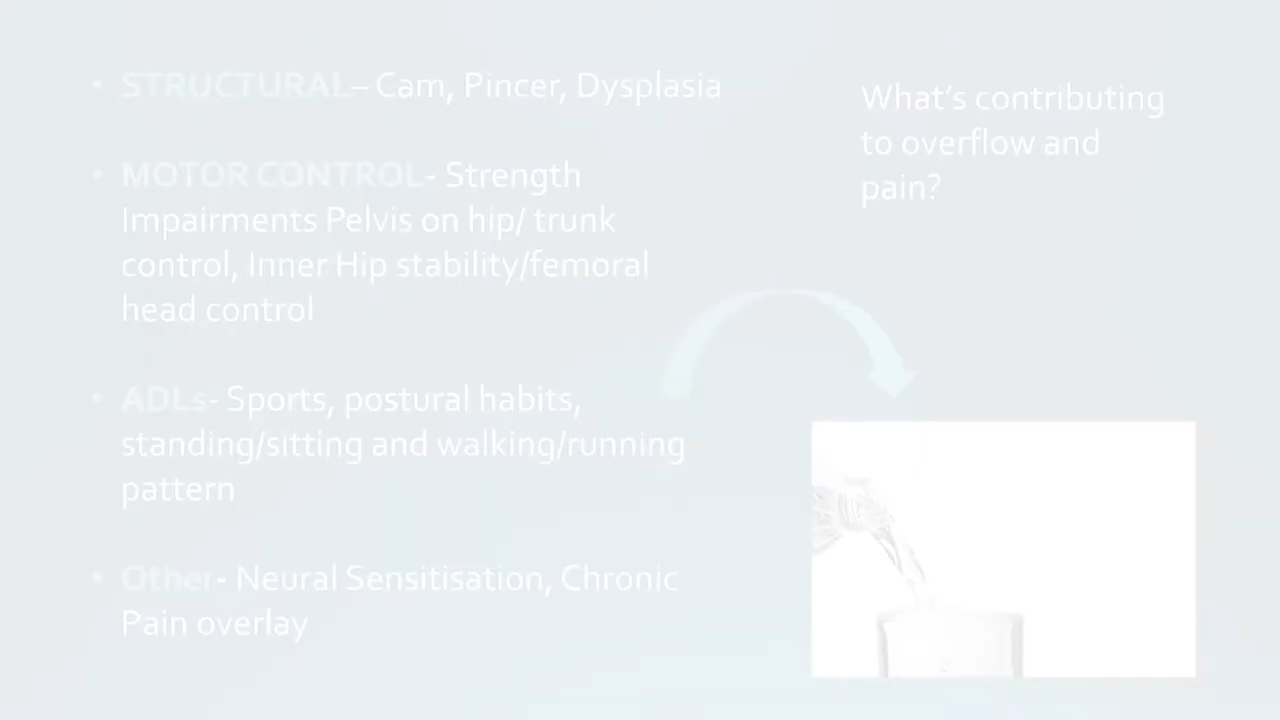 • STRUCTURAL– Cam, Pincer, Dysplasia
• MOTOR CONTROL- Strength
Impairments Pelvis on hip/ trunk
control, Inner Hip stability/femoral
head control
• ADLs- Sports, postural habits,
standing/sitting and walking/running
pattern
• Other- Neural Sensitisation, Chronic
Pain overlay
What's contributing
to overflow and
pain?